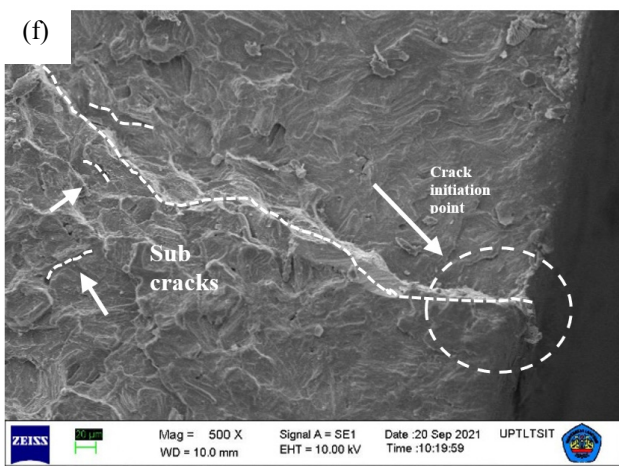 (f)
Crack
initiation
point
Sub
cracks
ZEISS
20 µm
Mag = 500 X
WD = 10.0 mm
Signal A = SE1
EHT = 10.00 kV
Date :20 Sep 2021
Time :10:19:59
UPTLTSIT